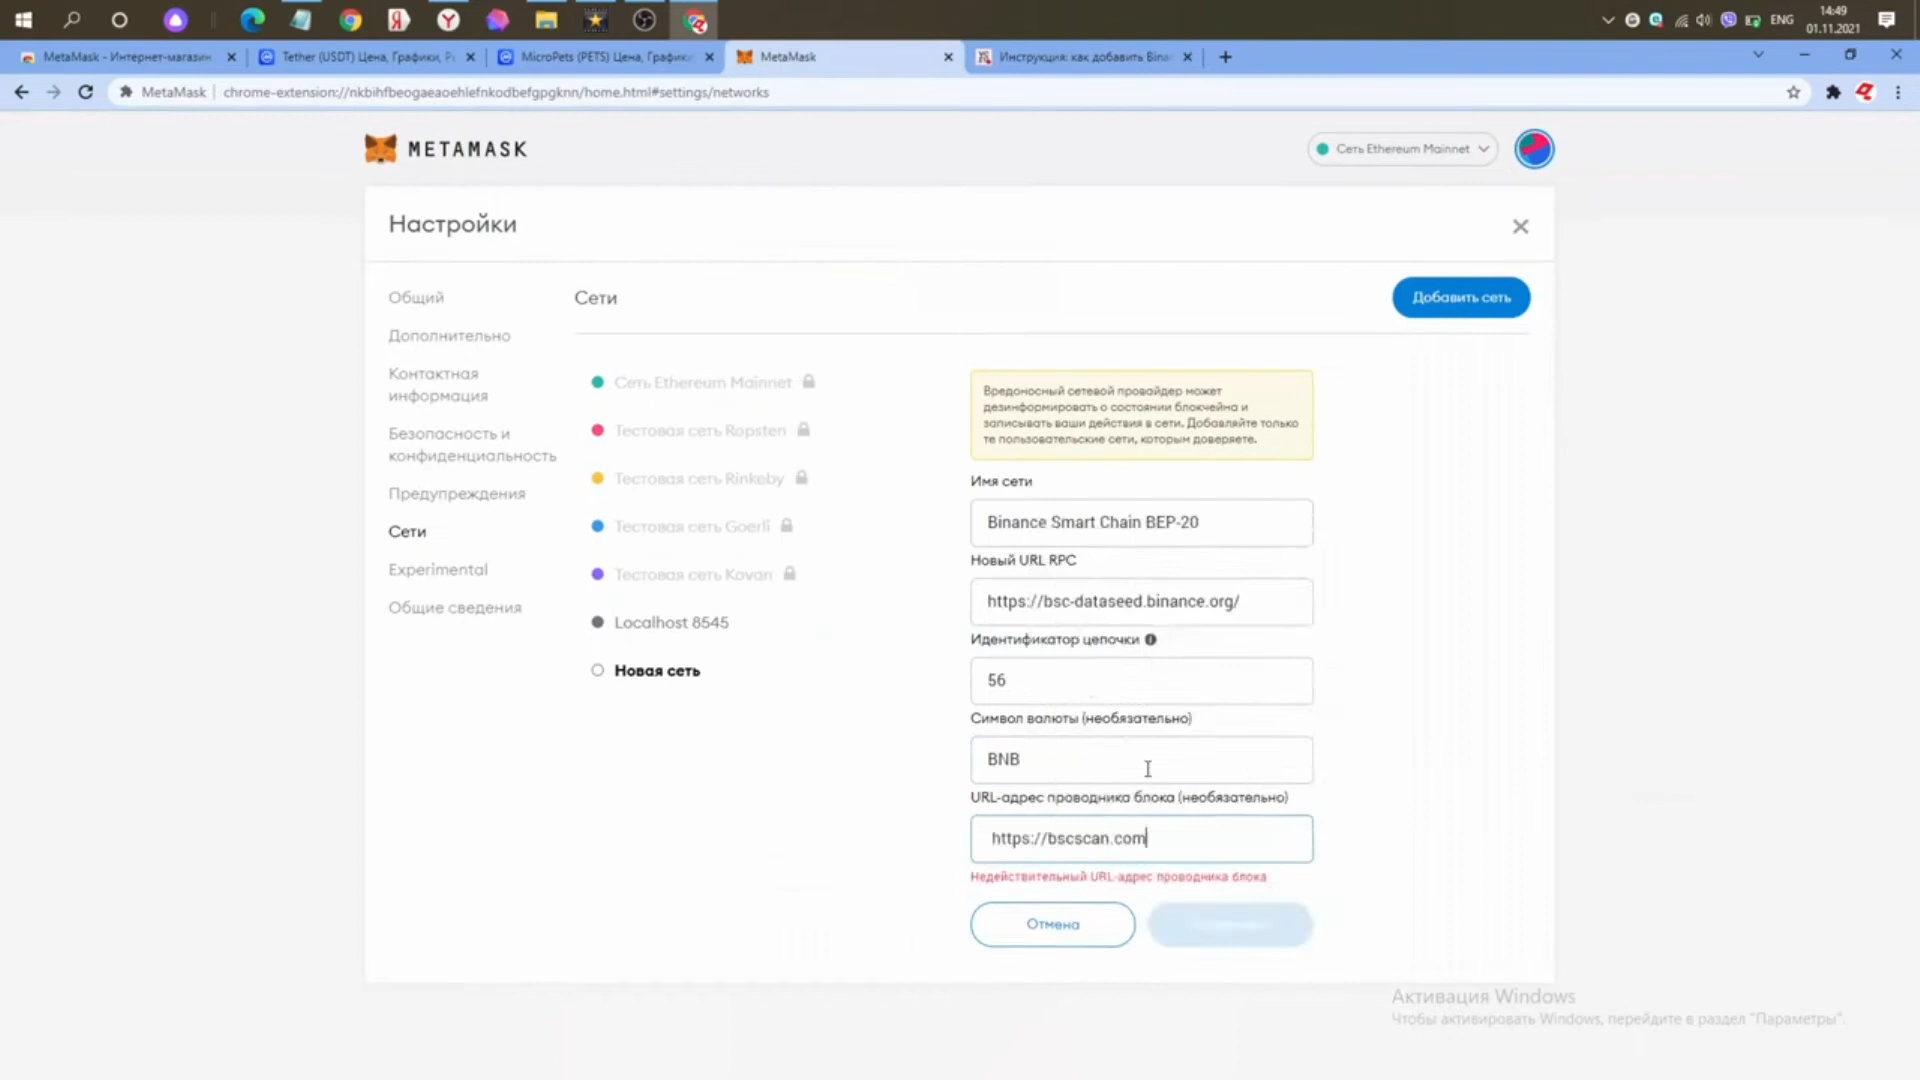 14:49
ENG
01.11.2021
MetaMask - Интернет-магазин
Tether (USDT) Цена, Графики,
MicroPets (PETS) Цена, График
MetaMask
Инструкция: как добавить Bina
MetaMask
chrome-extension://nkbihfbeogaeaoehlefnkodbefgpgknn/home.html#settings/networks
METAMASK
Сеть Ethereum Mainnet
Настройки
Общий
Дополнительно
Контактная
информация
Безопасность и
конфиденциальность
Предупреждения
Сети
Experimental
Общие сведения
Сети
Добавить сеть
Сеть Ethereum Mainnet
Тестовая сеть Ropsten
Тестовая сеть Rinkeby
Тестовая сеть Goerli
Тестовая сеть Kovan
Localhost 8545
Новая сеть
Вредоносный сетевой провайдер может
дезинформировать о состоянии блокчейна и
записывать ваши действия в сети. Добавляйте только
те пользовательские сети, которым доверяете.
Имя сети
Binance Smart Chain BEP-20
Новый URL RPC
https://bsc-dataseed.binance.org/
Идентификатор цепочки
56
Символ валюты (необязательно)
BNB
URL-адрес проводника блока (необязательно)
https://bscscan.com
Недействительный URL-адрес проводника блока
Отмена
Активация Windows
Чтобы активировать Windows, перейдите в раздел "Параметры".